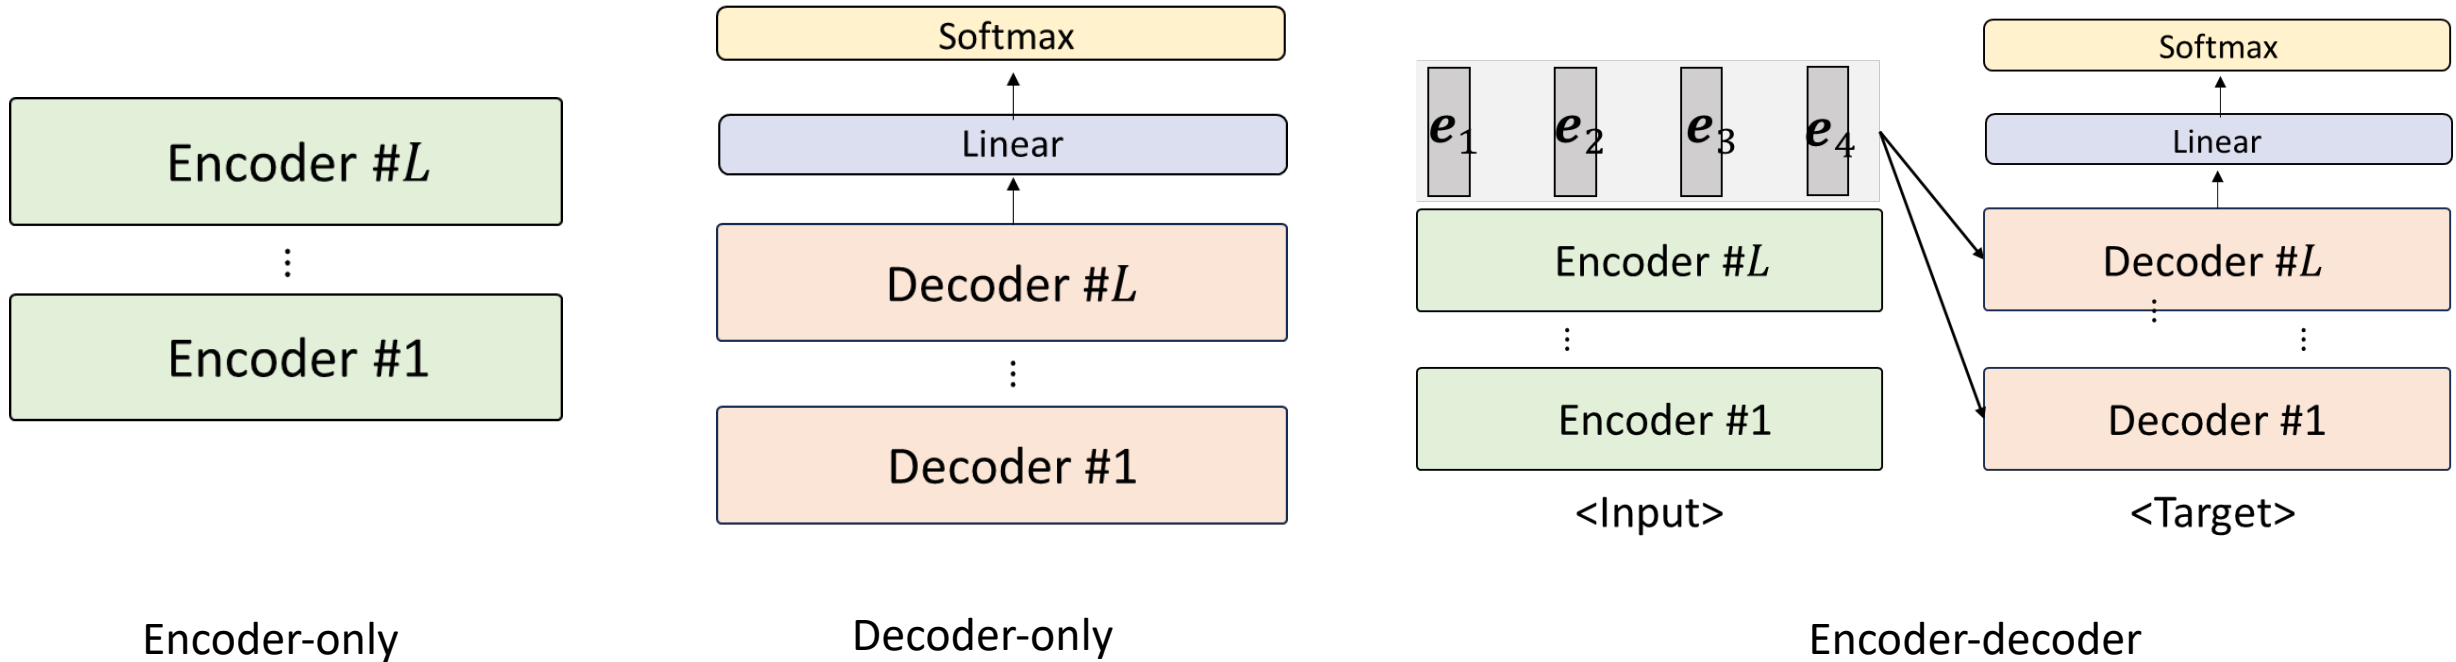 Encoder #L
⋮
Encoder #1
Encoder-only
Softmax
Linear
Decoder #L
⋮
Decoder #1
Decoder-only
e1 e2 e3 e4
Encoder #L
⋮
Encoder #1
<Input>
Softmax
Linear
Decoder #L
⋮
⋮
Decoder #1
<Target>
Encoder-decoder